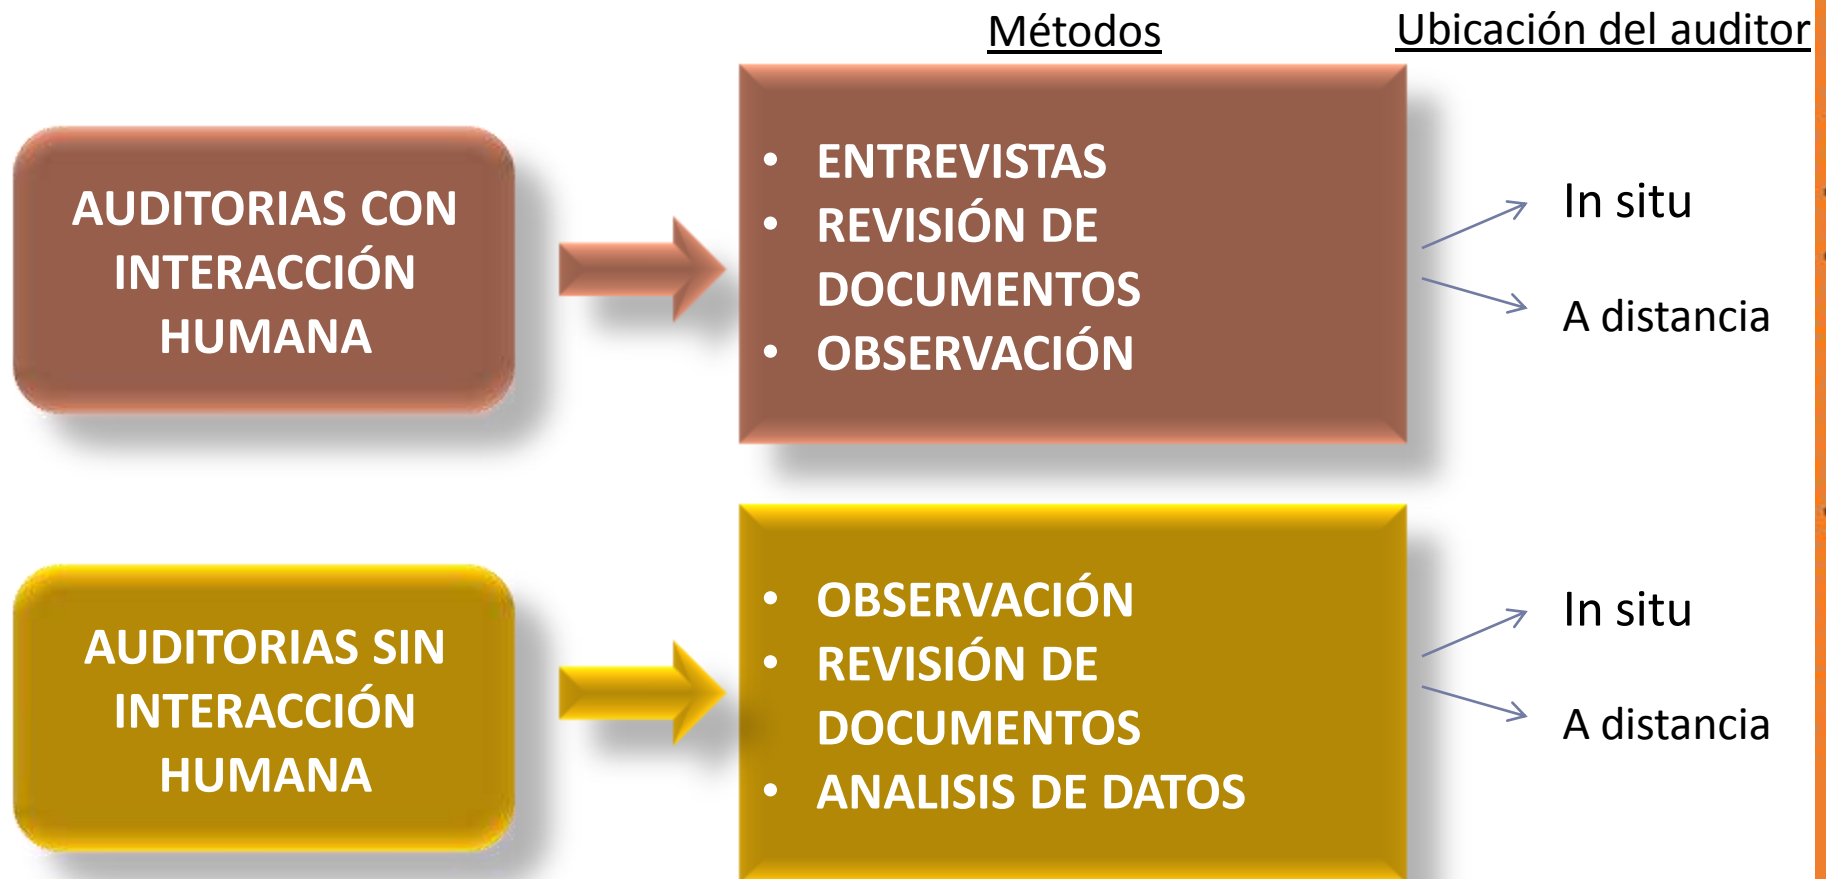 Métodos
Ubicación del auditor
AUDITORIAS CON
INTERACCIÓN
HUMANA
• ENTREVISTAS
• REVISIÓN DE
DOCUMENTOS
• OBSERVACIÓN
In situ
A distancia
AUDITORIAS SIN
INTERACCIÓN
HUMANA
• OBSERVACIÓN
• REVISIÓN DE
DOCUMENTOS
• ANALISIS DE DATOS
In situ
A distancia